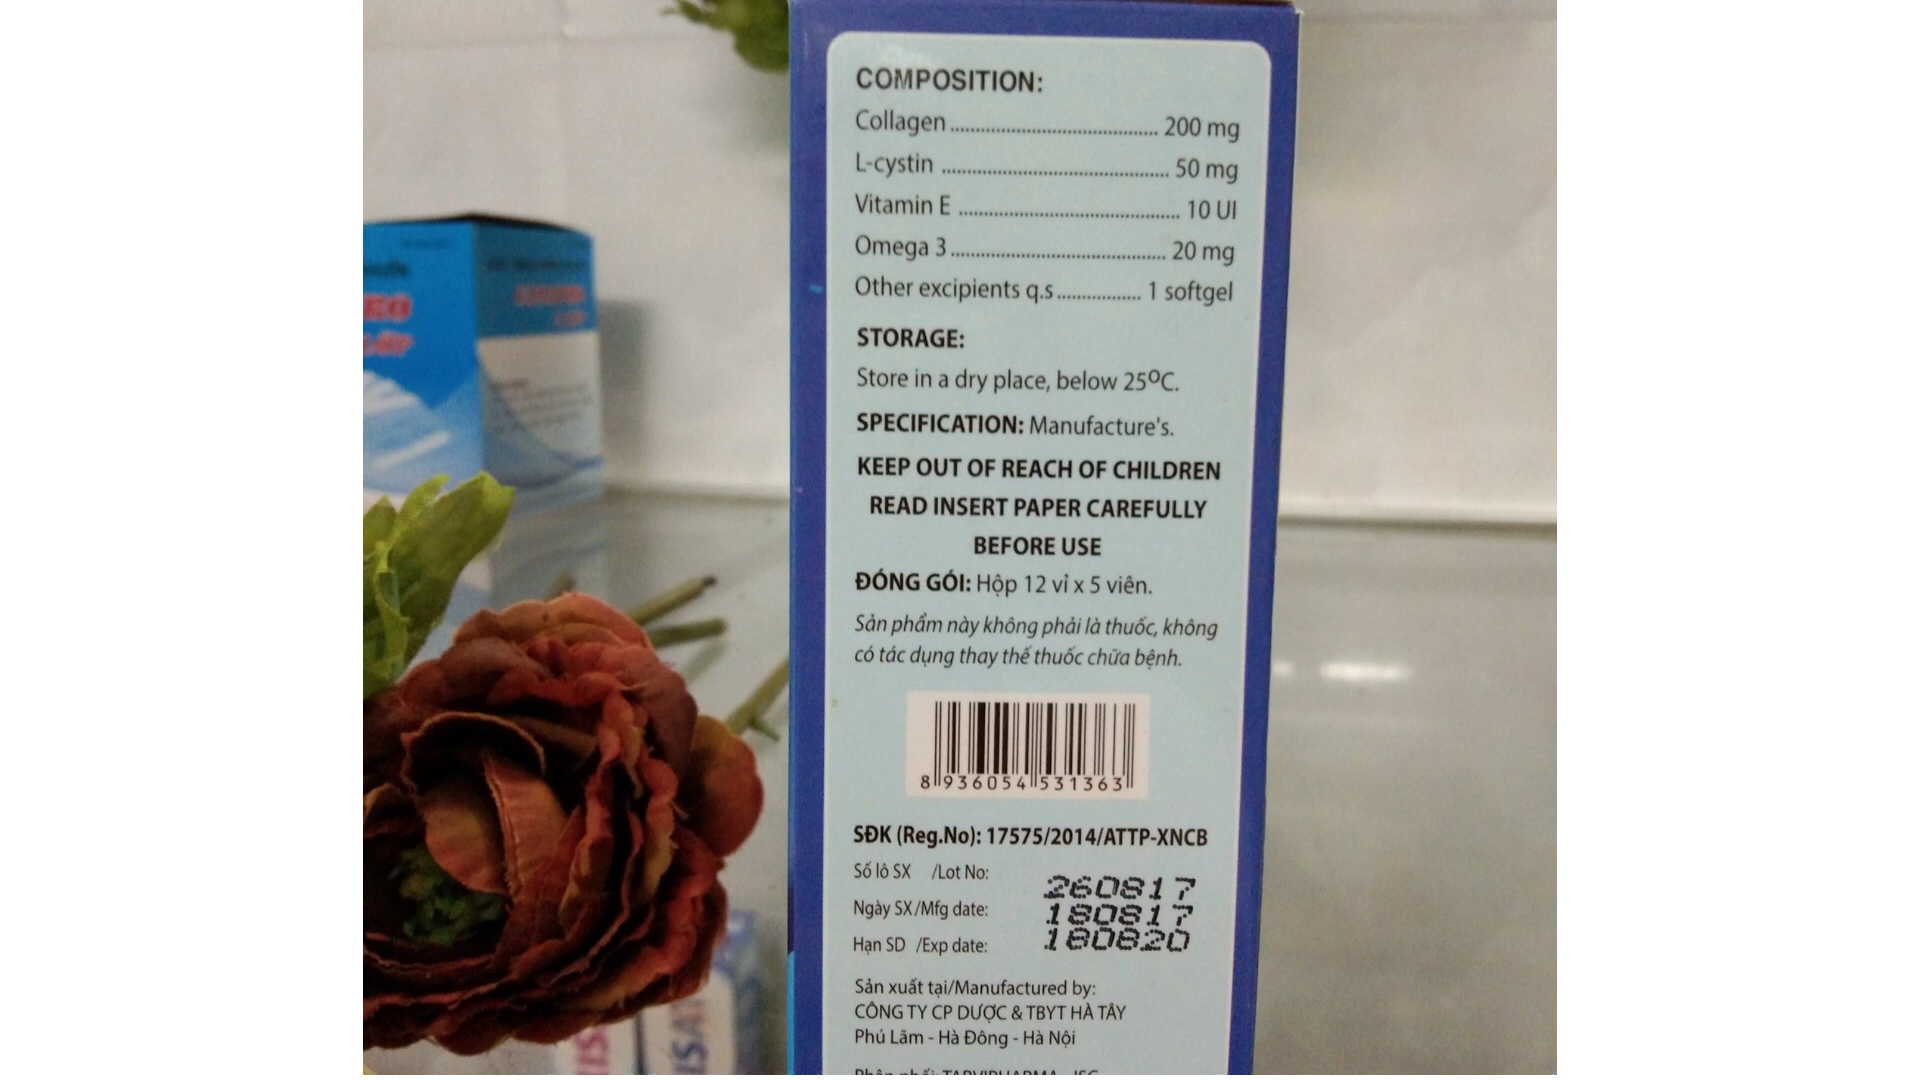 COMPOSITION:
Collagen .................................... 200 mg
L-cystin ........................................ 50 mg
Vitamin E ....................................... 10 UI
Omega 3 ...................................... 20 mg
Other excipients q.s ................. 1 softgel
STORAGE:
Store in a dry place, below 25ºC.
SPECIFICATION: Manufacture's.
KEEP OUT OF REACH OF CHILDREN
READ INSERT PAPER CAREFULLY
BEFORE USE
ĐÓNG GÓI: Hộp 12 vỉ x 5 viên.
Sản phẩm này không phải là thuốc, không
có tác dụng thay thế thuốc chữa bệnh.
8 936054 531363
SĐK (Reg.No): 17575/2014/ATTP-XNCB
Số lô SX /Lot No: 260817
Ngày SX/Mfg date: 180817
Hạn SD /Exp date: 180820
Sản xuất tại/Manufactured by:
CÔNG TY CP DƯỢC & TBYT HÀ TÂY
Phú Lãm - Hà Đông - Hà Nội